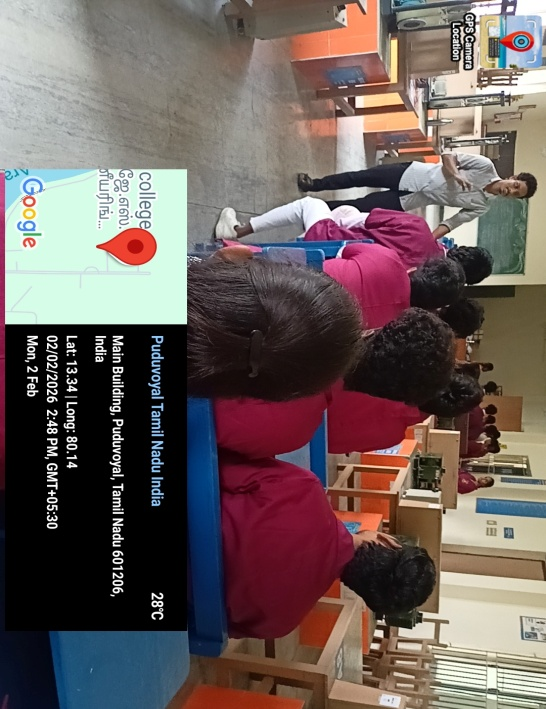 GPS Camera
Location
college
ஜே.என்.
Google
Puduvoyal Tamil Nadu India
28°C
Main Building, Puduvoyal, Tamil Nadu 601206,
India
Lat: 13.34 | Long: 80.14
02/02/2026 2:48 PM, GMT+05:30
Mon, 2 Feb